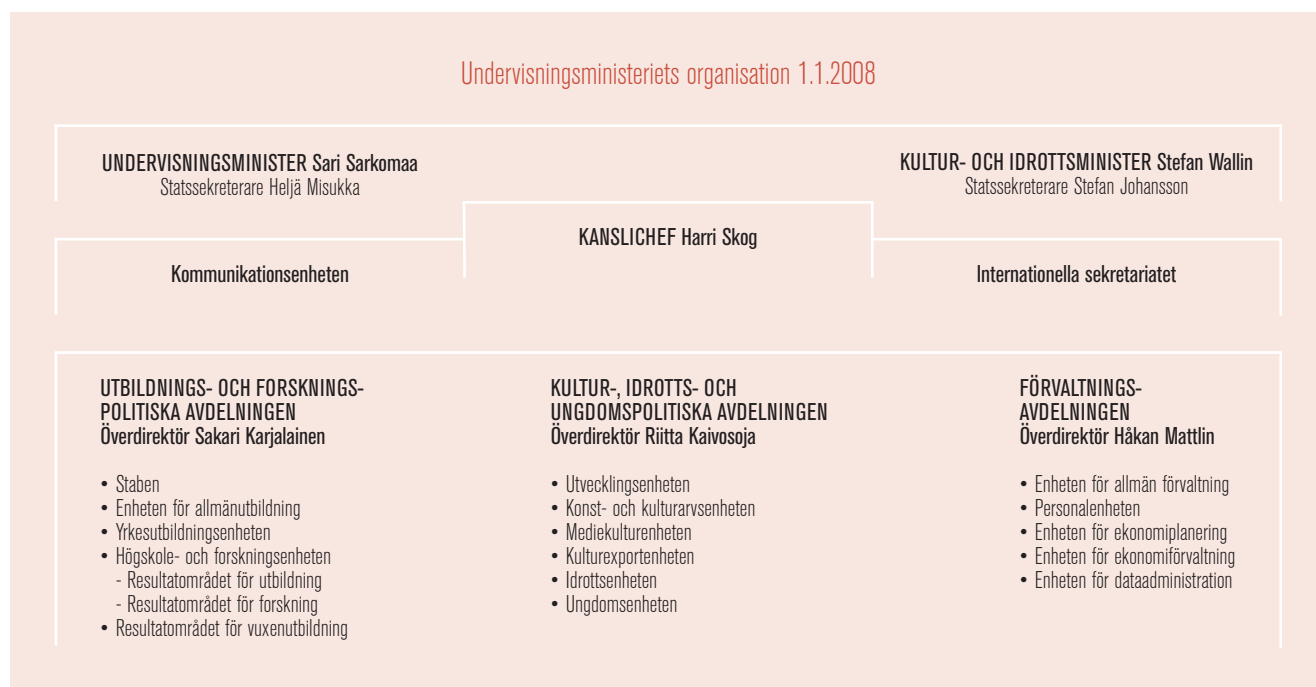 Undervisningsministeriets organisation 1.1.2008
UNDERVISNINGSMINISTER Sari Sarkomaa
Statssekreterare Heljä Misukka
KULTUR- OCH IDROTTSMINISTER Stefan Wallin
Statssekreterare Stefan Johansson
KANSLICHEF Harri Skog
Kommunikationsenheten
Internationella sekretariatet
UTBILDNINGS- OCH FORSKNINGS-
POLITISKA AVDELNINGEN
Överdirektör Sakari Karjalainen
• Staben
• Enheten för allmänutbildning
• Yrkesutbildningsenheten
• Högskole- och forskningsenheten
- Resultatområdet för utbildning
- Resultatområdet för forskning
• Resultatområdet för vuxenutbildning
KULTUR-, IDROTTS- OCH
UNGDOMSPOLITISKA AVDELNINGEN
Överdirektör Riitta Kaivosoja
• Utvecklingsenheten
• Konst- och kulturarvsenheten
• Mediekulturenheten
• Kulturexportenheten
• Idrottsenheten
• Ungdomsenheten
FÖRVALTNINGS-
AVDELNINGEN
Överdirektör Håkan Mattlin
• Enheten för allmän förvaltning
• Personalenheten
• Enheten för ekonomiplanering
• Enheten för ekonomiförvaltning
• Enheten för dataadministration